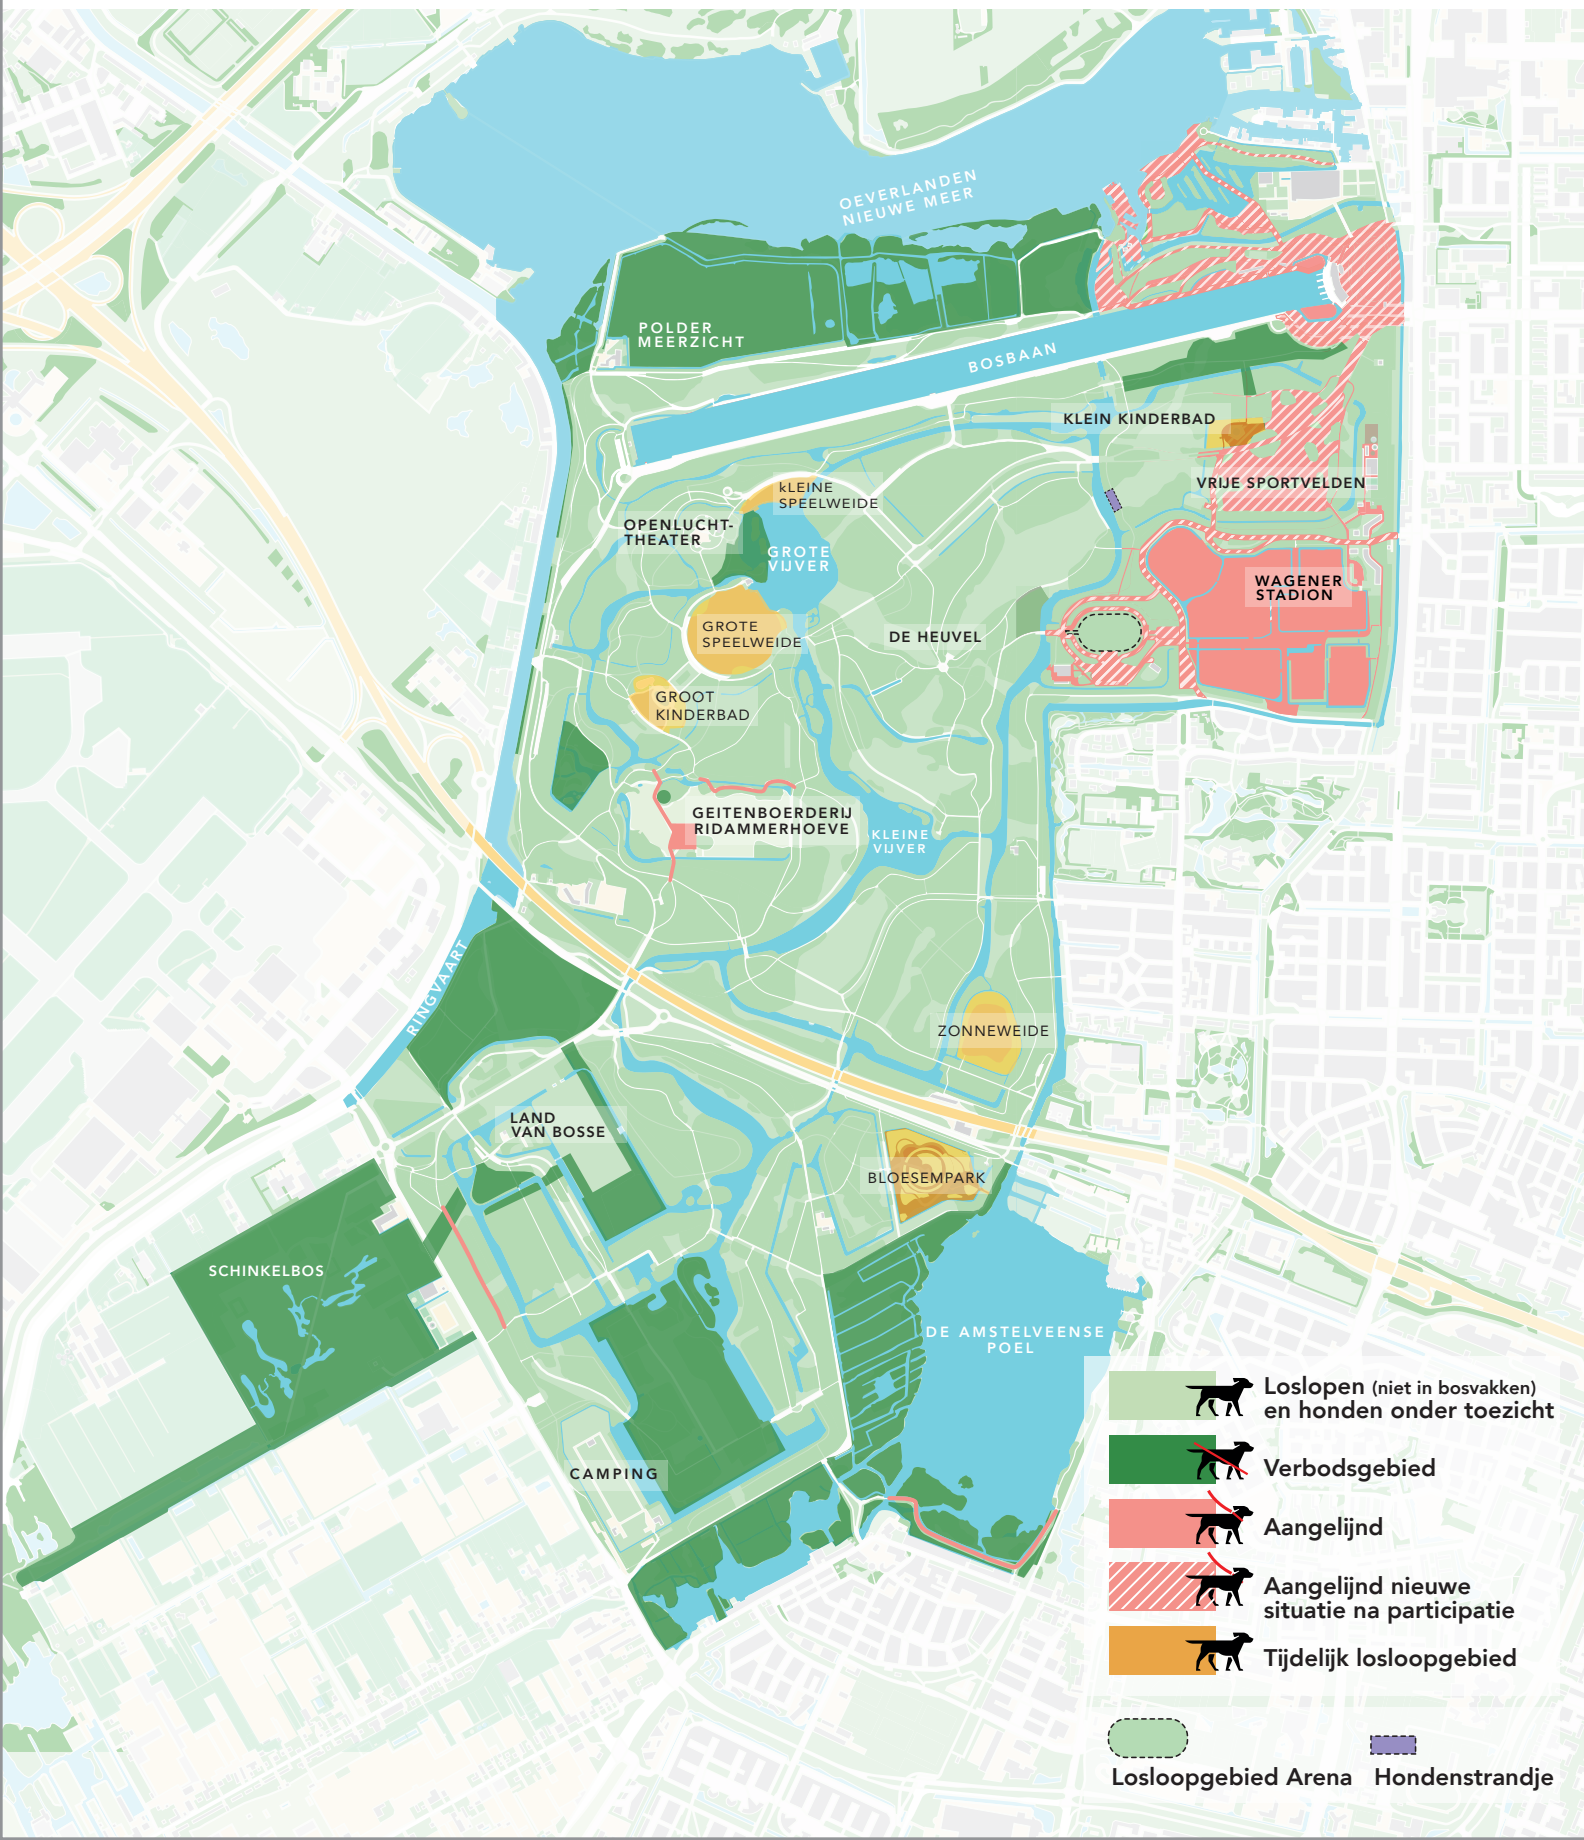 OEVERLANDEN
NIEUWE MEER
POLDER
MEERZICHT
BOSBAAN
KLEIN KINDERBAD
VRIJE SPORTVELDEN
kLEINE
SPEELWEIDE
OPENLUCHT-
THEATER
GROTE
VIJVER
WAGENER
STADION
GROTE
SPEELWEIDE
DE HEUVEL
GROOT
KINDERBAD
GEITENBOERDERIJ
RIDAMMERHOEVE
KLEINE
VIJVER
RINGVAART
ZONNEWEIDE
LAND
VAN BOSSE
BLOESEMPARK
SCHINKELBOS
DE AMSTELVEENSE
POEL
CAMPING
Loslopen (niet in bosvakken)
en honden onder toezicht
Verbodsgebied
Aangelijnd
Aangelijnd nieuwe
situatie na participatie
Tijdelijk losloopgebied
Losloopgebied Arena
Hondenstrandje